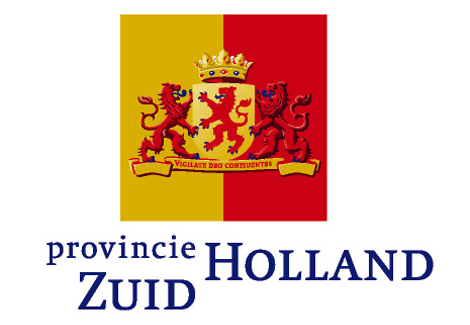 VIGILATE DEO CONFIDENTES
provincie HOLLAND
ZUID